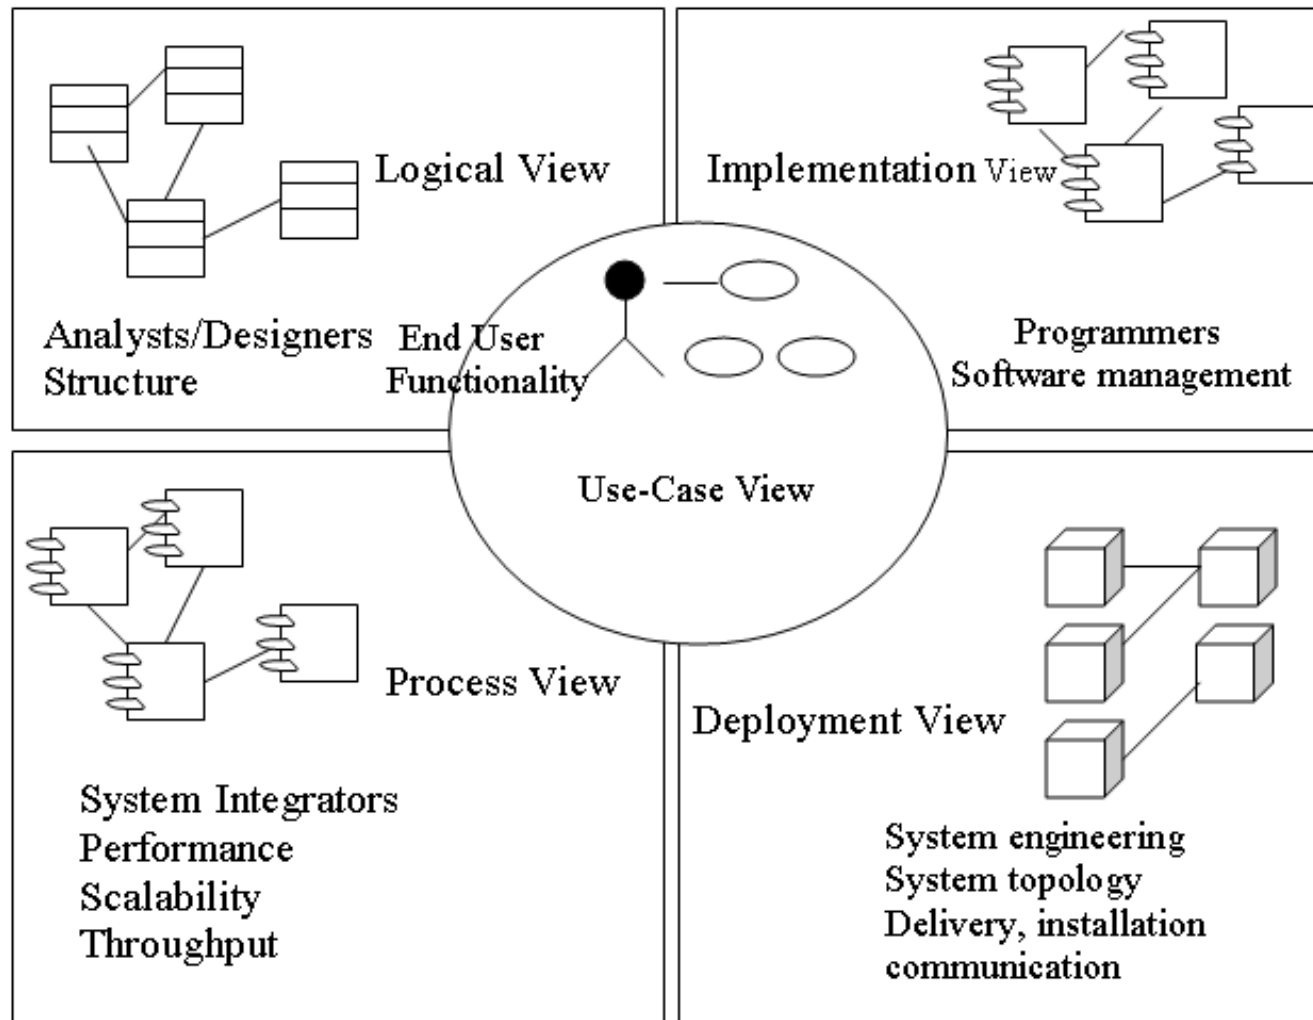 Logical View
Analysts/Designers
Structure
Implementation View
Programmers
Software management
End User
Functionality
Use-Case View
Process View
System Integrators
Performance
Scalability
Throughput
Deployment View
System engineering
System topology
Delivery, installation
communication